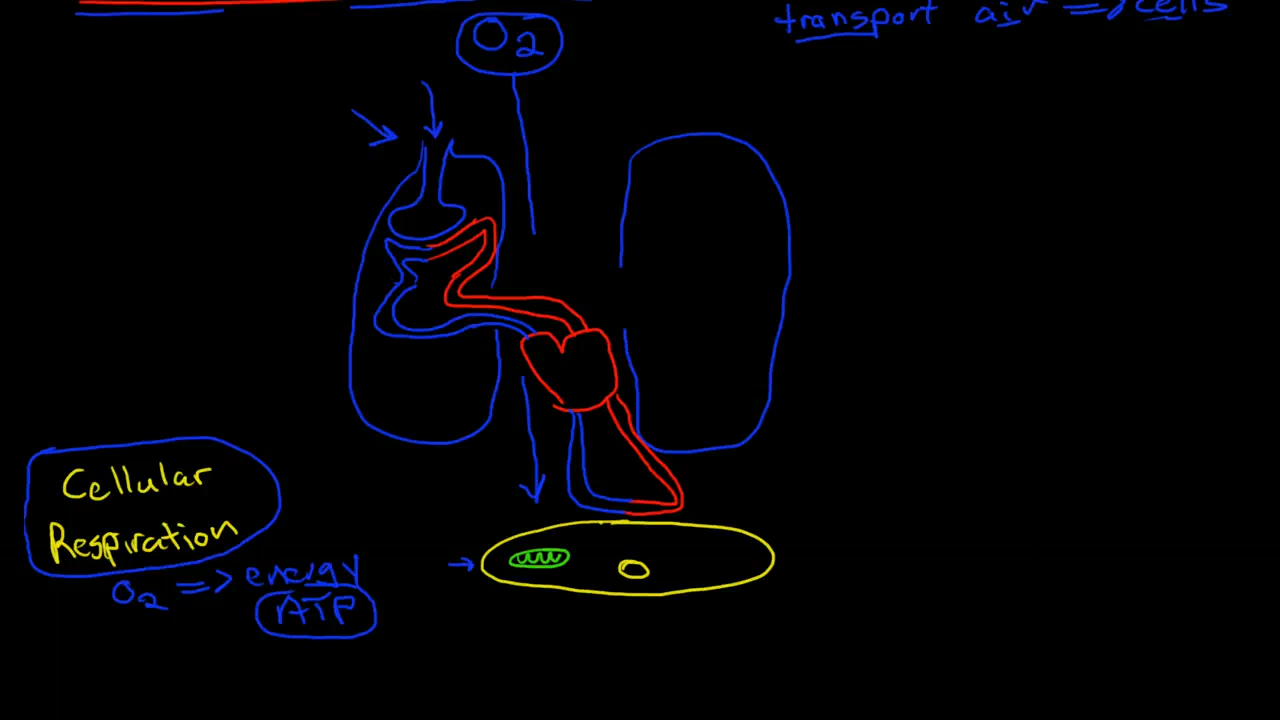 transport air => cells
O2
Cellular
Respiration
O2 => energy
ATP